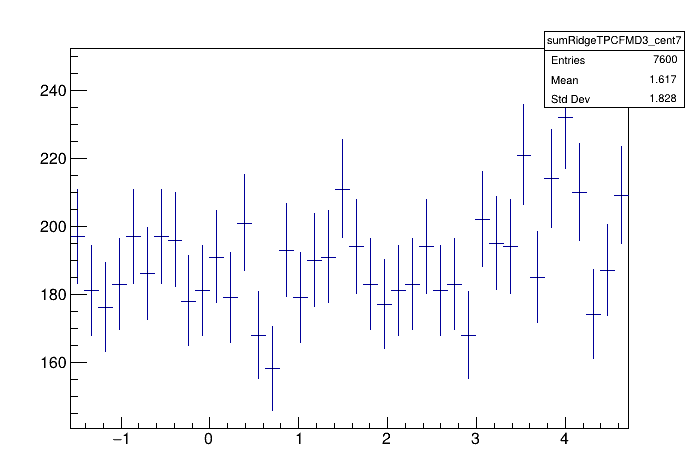 sumRidgeTPCFMD3_cent7
Entries 7600
Mean 1.617
Std Dev 1.828
240
220
200
180
160
−1 0 1 2 3 4